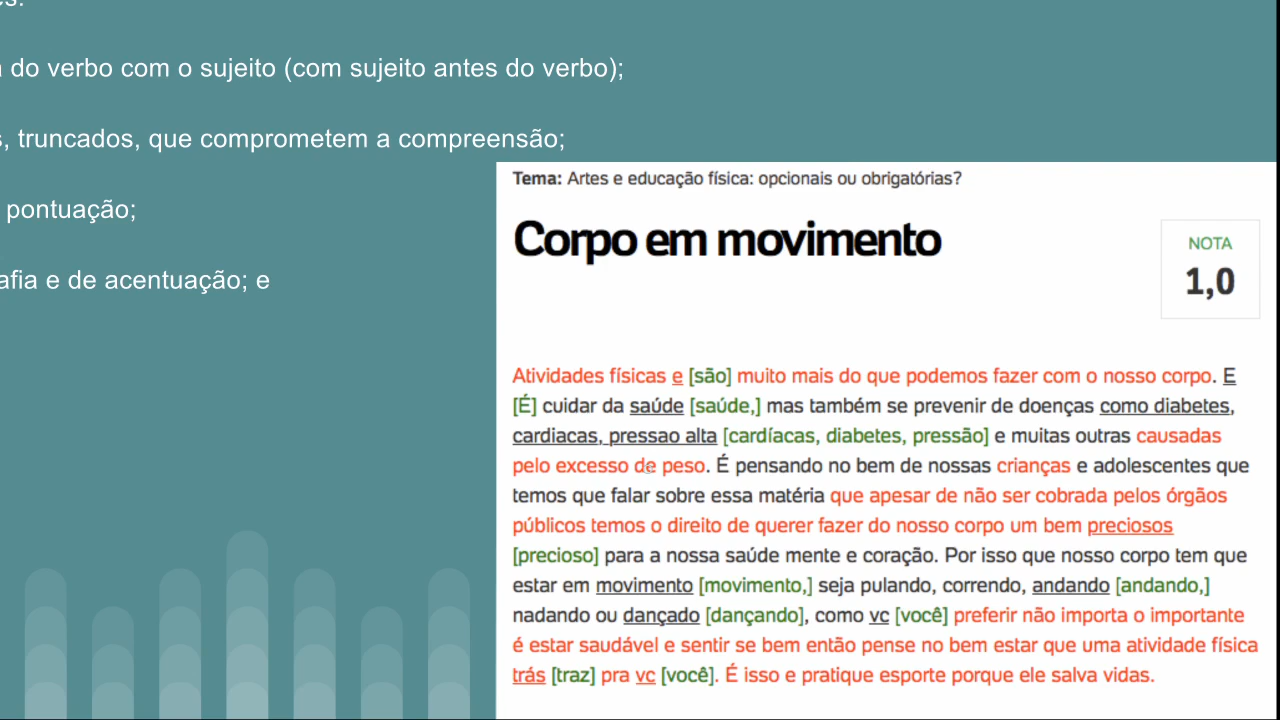 do verbo com o sujeito (com sujeito antes do verbo);
, truncados, que comprometem a compreensão;
pontuação;
afia e de acentuação; e
Tema: Artes e educação física: opcionais ou obrigatórias?
Corpo em movimento
NOTA
1,0
Atividades físicas e [são] muito mais do que podemos fazer com o nosso corpo. E
[É] cuidar da saúde [saúde,] mas também se prevenir de doenças como diabetes,
cardiacas, pressao alta [cardíacas, diabetes, pressão] e muitas outras causadas
pelo excesso de peso. É pensando no bem de nossas crianças e adolescentes que
temos que falar sobre essa matéria que apesar de não ser cobrada pelos órgãos
públicos temos o direito de querer fazer do nosso corpo um bem preciosos
[precioso] para a nossa saúde mente e coração. Por isso que nosso corpo tem que
estar em movimento [movimento,] seja pulando, correndo, andando [andando,]
nadando ou dançado [dançando], como vc [você] preferir não importa o importante
é estar saudável e sentir se bem então pense no bem estar que uma atividade física
trás [traz] pra vc [você]. É isso e pratique esporte porque ele salva vidas.